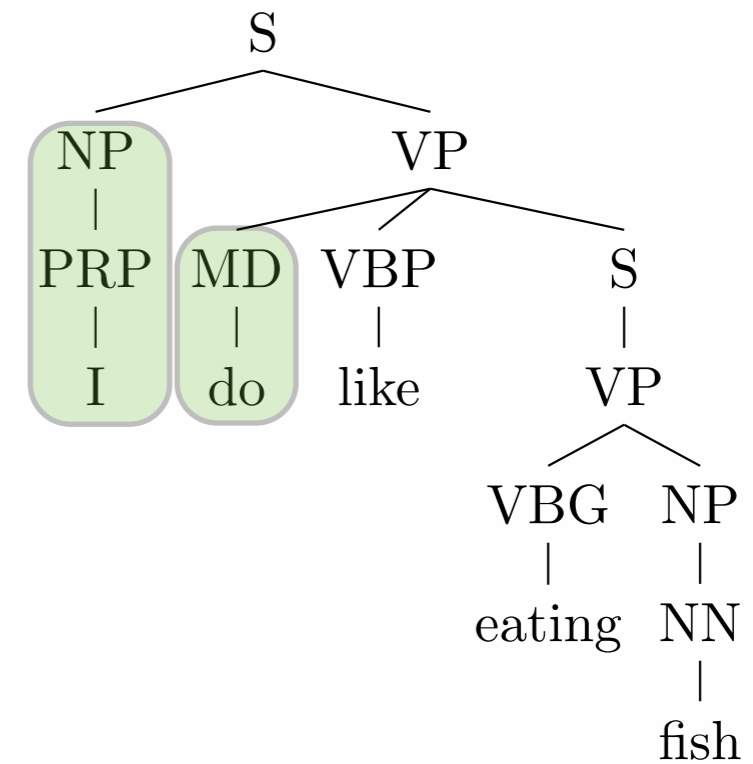 S
NP VP
PRP MD VBP S
I do like VP
VBG NP
eating NN
fish